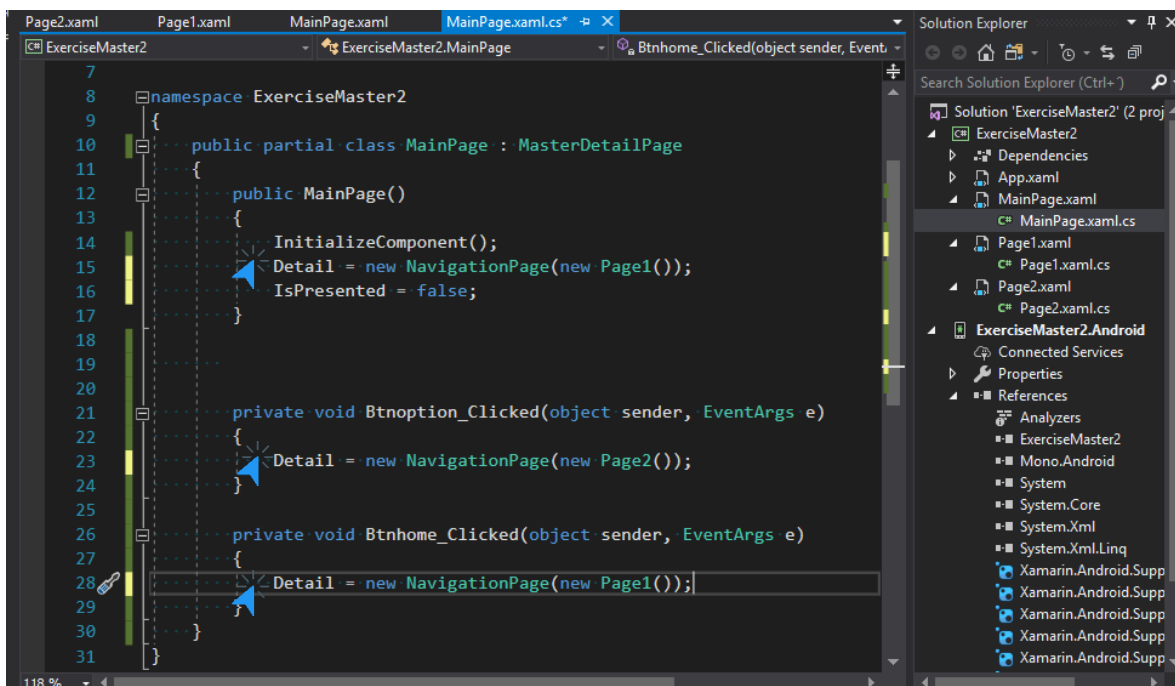 Page2.xaml Page1.xaml MainPage.xaml MainPage.xaml.cs*
ExerciseMaster2 ExerciseMaster2.MainPage Btnhome_Clicked(object sender, Event
7
8 namespace ExerciseMaster2
9 {
10 public partial class MainPage : MasterDetailPage
11 {
12 public MainPage()
13 {
14 InitializeComponent();
15 Detail = new NavigationPage(new Page1());
16 IsPresented = false;
17 }
18
19
20
21 private void Btnoption_Clicked(object sender, EventArgs e)
22 {
23 Detail = new NavigationPage(new Page2());
24 }
25
26 private void Btnhome_Clicked(object sender, EventArgs e)
27 {
28 Detail = new NavigationPage(new Page1());
29 }
30 }
31 }
118 %
Solution Explorer
Search Solution Explorer (Ctrl+¨)
Solution 'ExerciseMaster2' (2 proj
C# ExerciseMaster2
Dependencies
App.xaml
MainPage.xaml
C# MainPage.xaml.cs
Page1.xaml
C# Page1.xaml.cs
Page2.xaml
C# Page2.xaml.cs
ExerciseMaster2.Android
Connected Services
Properties
References
Analyzers
ExerciseMaster2
Mono.Android
System
System.Core
System.Xml
System.Xml.Linq
Xamarin.Android.Supp
Xamarin.Android.Supp
Xamarin.Android.Supp
Xamarin.Android.Supp
Xamarin.Android.Supp